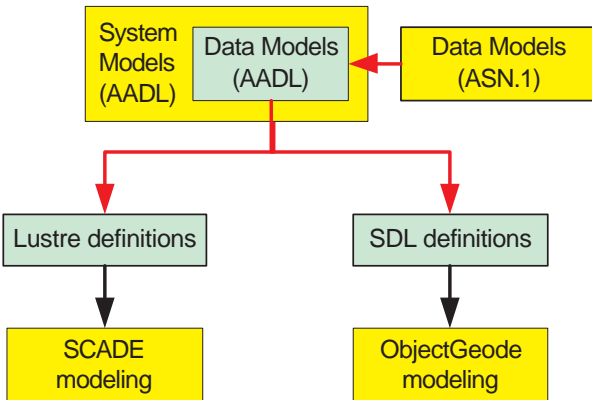 System
Models
(AADL)
Data Models
(AADL)
Data Models
(ASN.1)
Lustre definitions
SDL definitions
SCADE
modeling
ObjectGeode
modeling